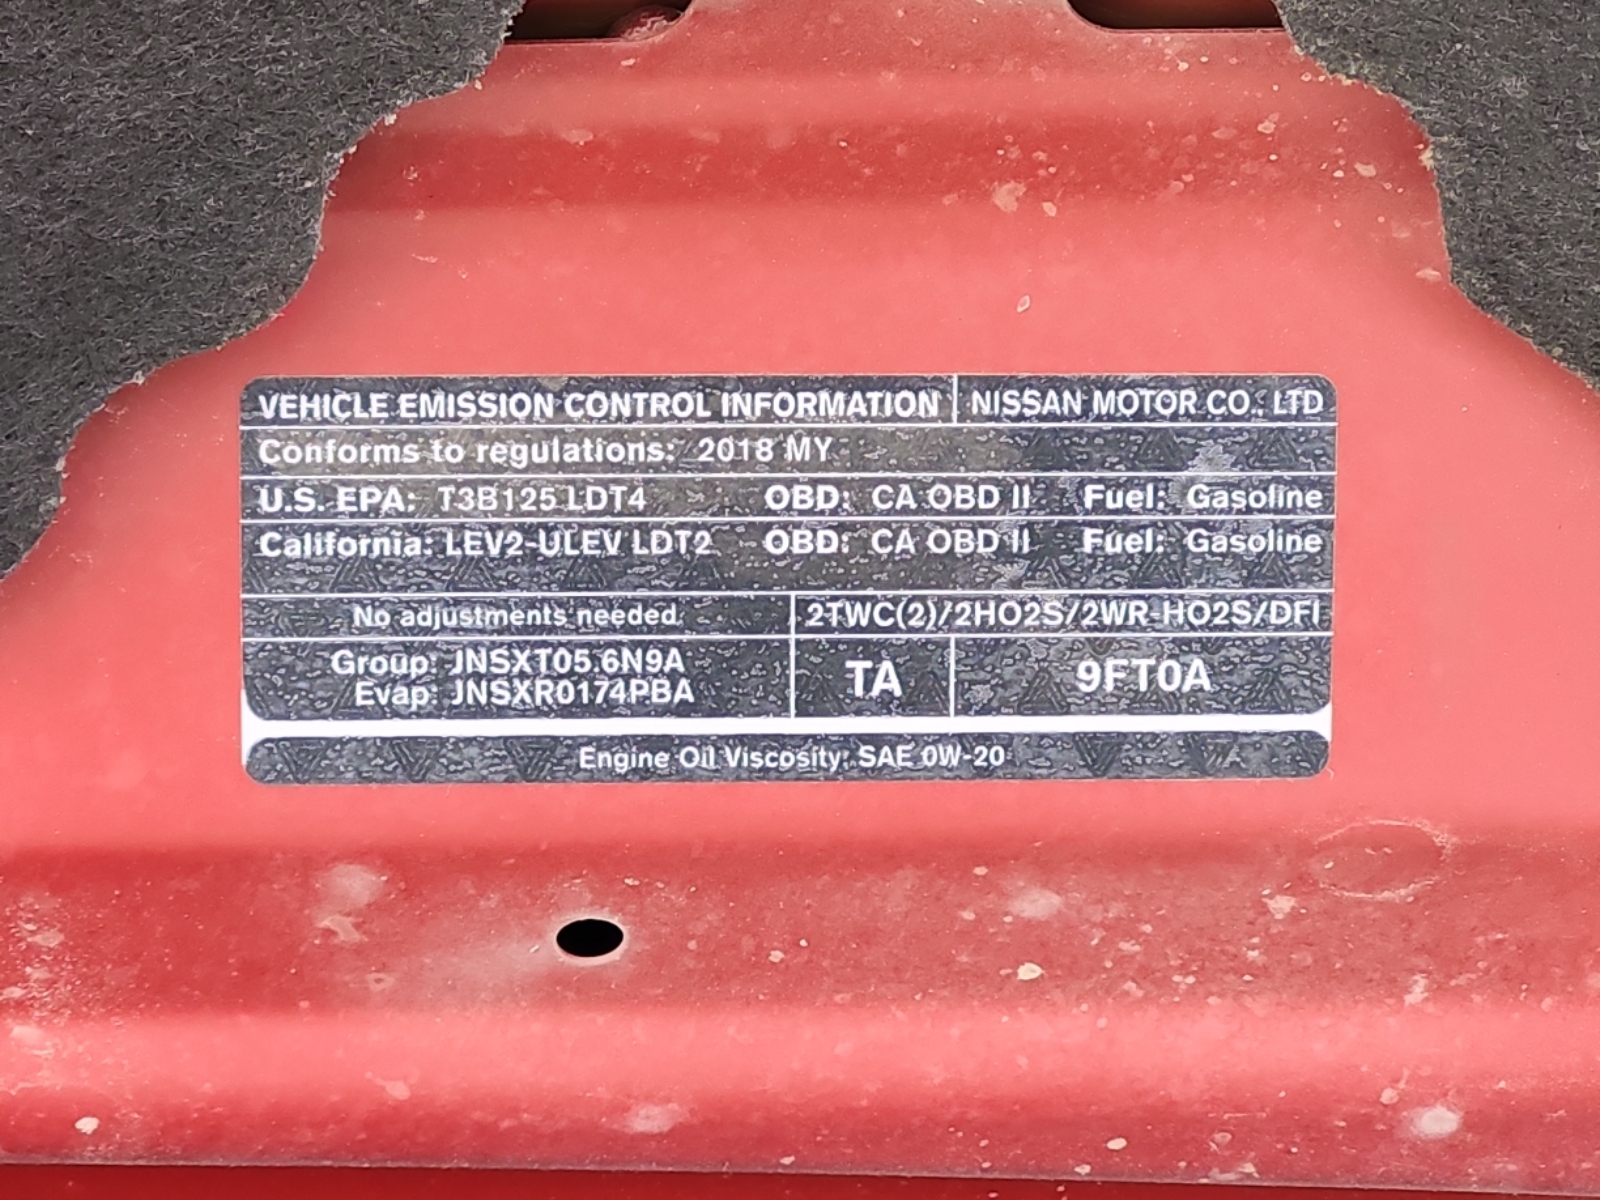 VEHICLE EMISSION CONTROL INFORMATION NISSAN MOTOR CO., LTD
Conforms to regulations: 2018 MY
U.S. EPA: T3B125 LDT4 OBD: CA OBD II Fuel: Gasoline
California: LEV2-ULEV LDT2 OBD: CA OBD II Fuel: Gasoline
No adjustments needed. 2TWC(2)/2HO2S/2WR-HO2S/DFI
Group: JNSXT05.6N9A
Evap: JNSXR0174PBA
TA
9FT0A
Engine Oil Viscosity: SAE 0W-20